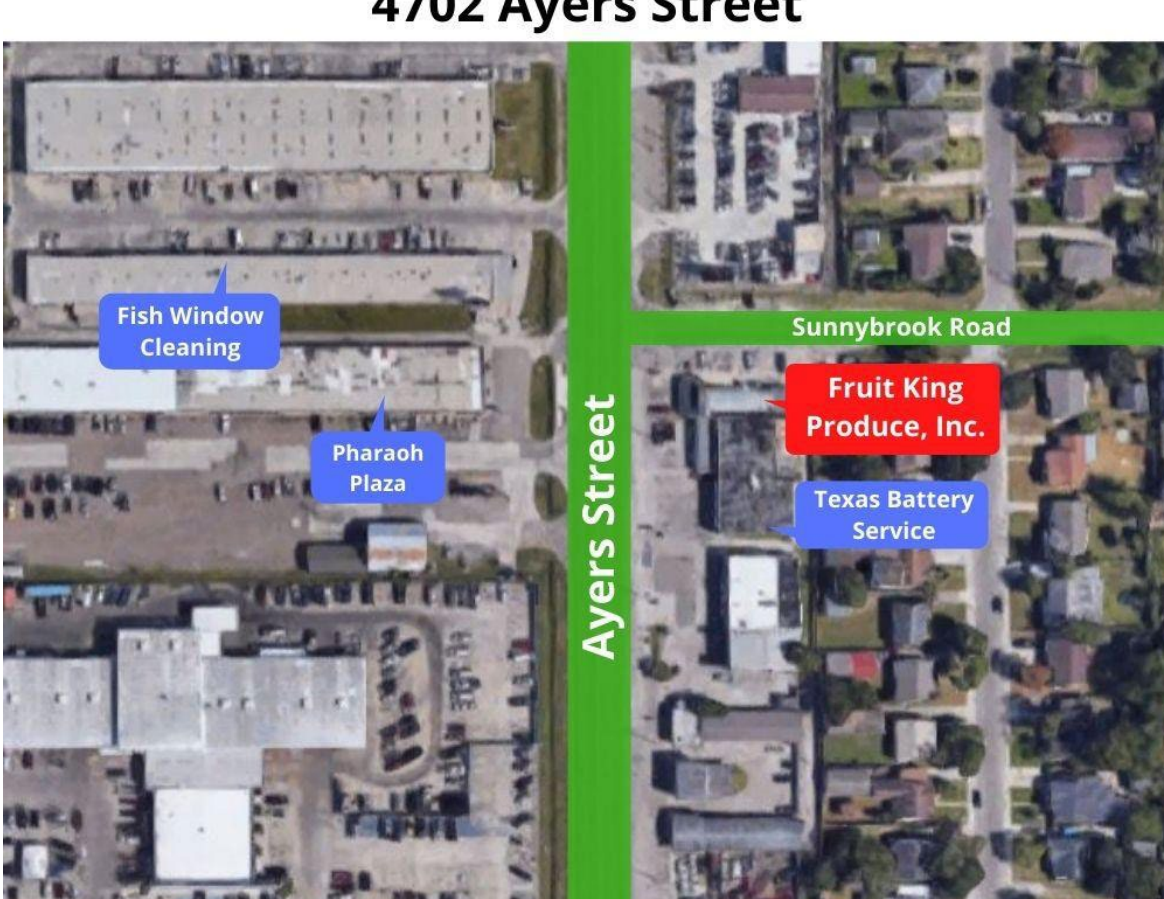 4702 Ayers Street
Sunnybrook Road
Fish Window
Cleaning
Fruit King
Produce, Inc.
Pharaoh
Plaza
Texas Battery
Service
Ayers Street